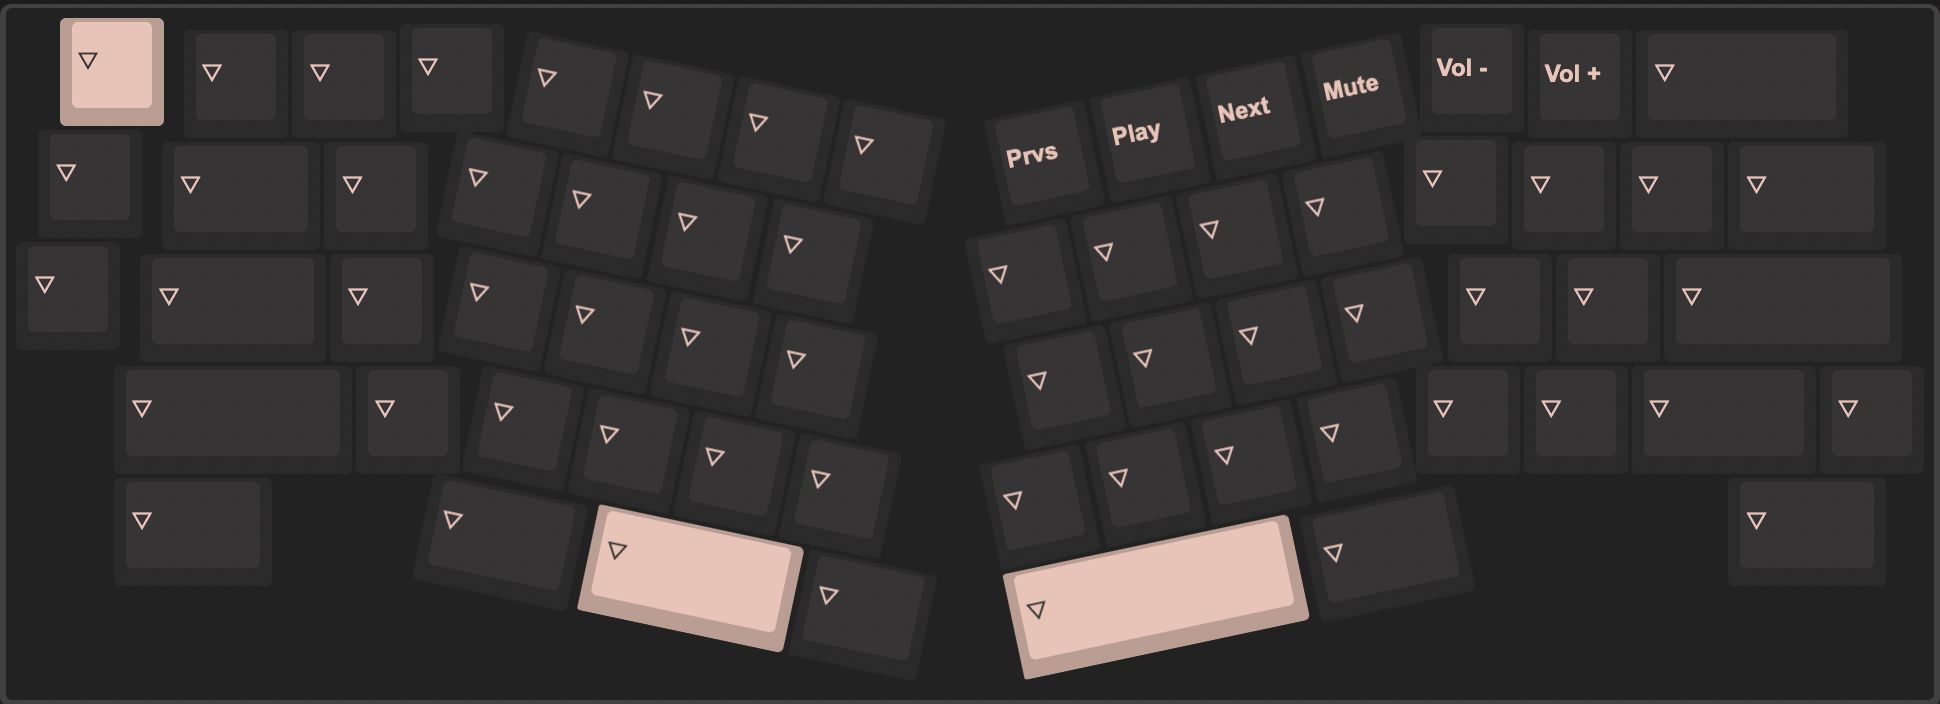 ▽ ▽ ▽ ▽ ▽ ▽ ▽ ▽ Prvs Play Next Mute Vol - Vol + ▽
▽ ▽ ▽ ▽ ▽ ▽ ▽ ▽ ▽ ▽ ▽ ▽ ▽ ▽ ▽
▽ ▽ ▽ ▽ ▽ ▽ ▽ ▽ ▽ ▽ ▽ ▽ ▽ ▽
▽ ▽ ▽ ▽ ▽ ▽ ▽ ▽ ▽ ▽ ▽ ▽ ▽ ▽
▽ ▽ ▽ ▽ ▽ ▽ ▽